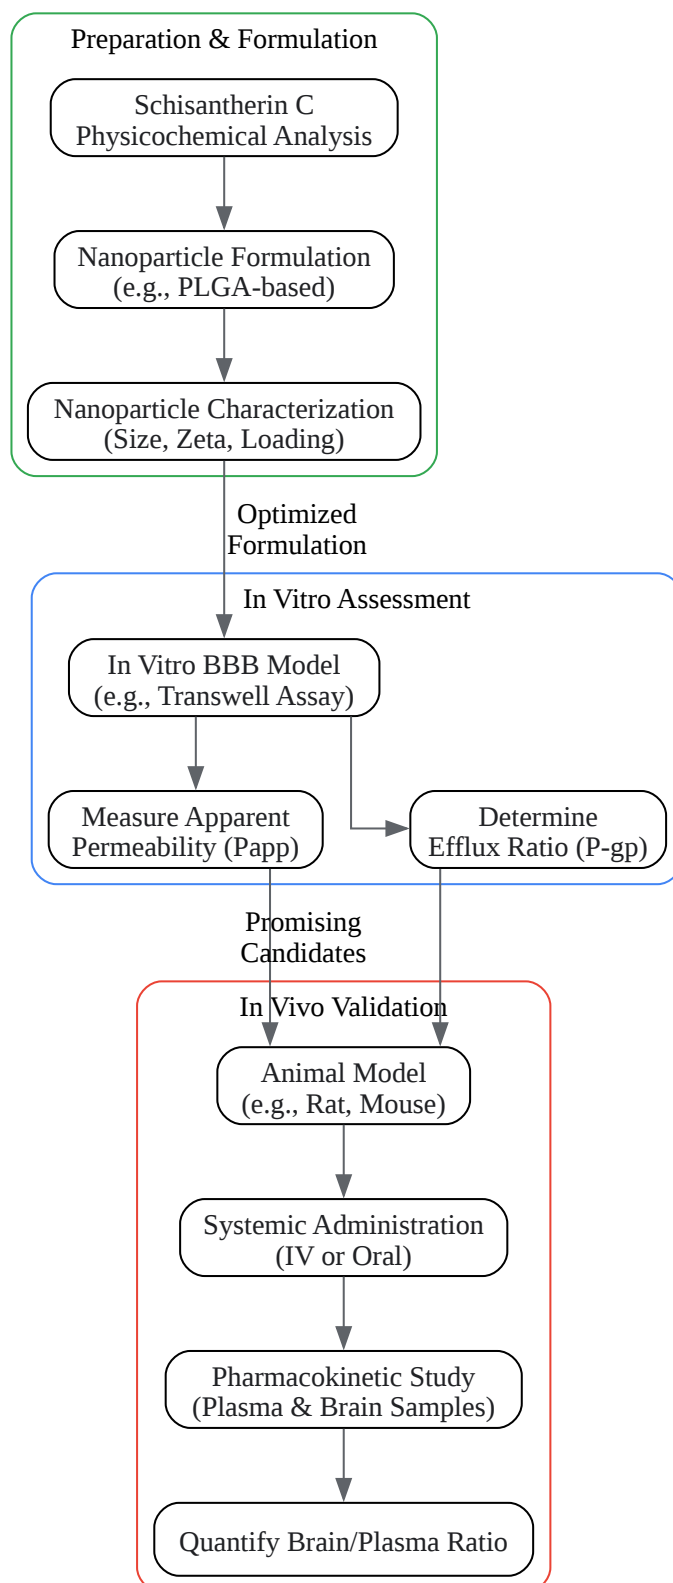 Preparation & Formulation
Schisantherin C
Physicochemical Analysis
Nanoparticle Formulation
(e.g., PLGA-based)
Nanoparticle Characterization
(Size, Zeta, Loading)
Optimized
Formulation
In Vitro Assessment
In Vitro BBB Model
(e.g., Transwell Assay)
Measure Apparent
Permeability (Papp)
Determine
Efflux Ratio (P-gp)
Promising
Candidates
In Vivo Validation
Animal Model
(e.g., Rat, Mouse)
Systemic Administration
(IV or Oral)
Pharmacokinetic Study
(Plasma & Brain Samples)
Quantify Brain/Plasma Ratio